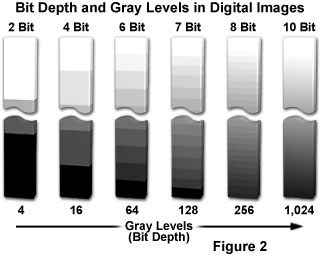 Bit Depth and Gray Levels in Digital Images
2 Bit 4 Bit 6 Bit 7 Bit 8 Bit 10 Bit
4 16 64 128 256 1,024
Gray Levels
(Bit Depth)
Figure 2